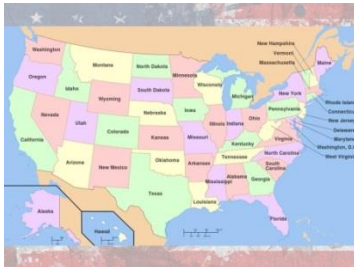 Washington
Montana
North Dakota
Minnesota
New Hampshire
Vermont
Massachusetts
Maine
Oregon
Idaho
Wyoming
South Dakota
Wisconsin
Michigan
New York
Rhode Island
Connecticut
New Jersey
Delaware
Maryland
Washington, D.C.
West Virginia
Nevada
Utah
Colorado
Nebraska
Iowa
Illinois
Indiana
Ohio
Pennsylvania
California
Kansas
Missouri
Kentucky
Virginia
Arizona
New Mexico
Oklahoma
Arkansas
Tennessee
North Carolina
South
Carolina
Texas
Louisiana
Mississippi
Alabama
Georgia
Florida
Alaska
Hawaii